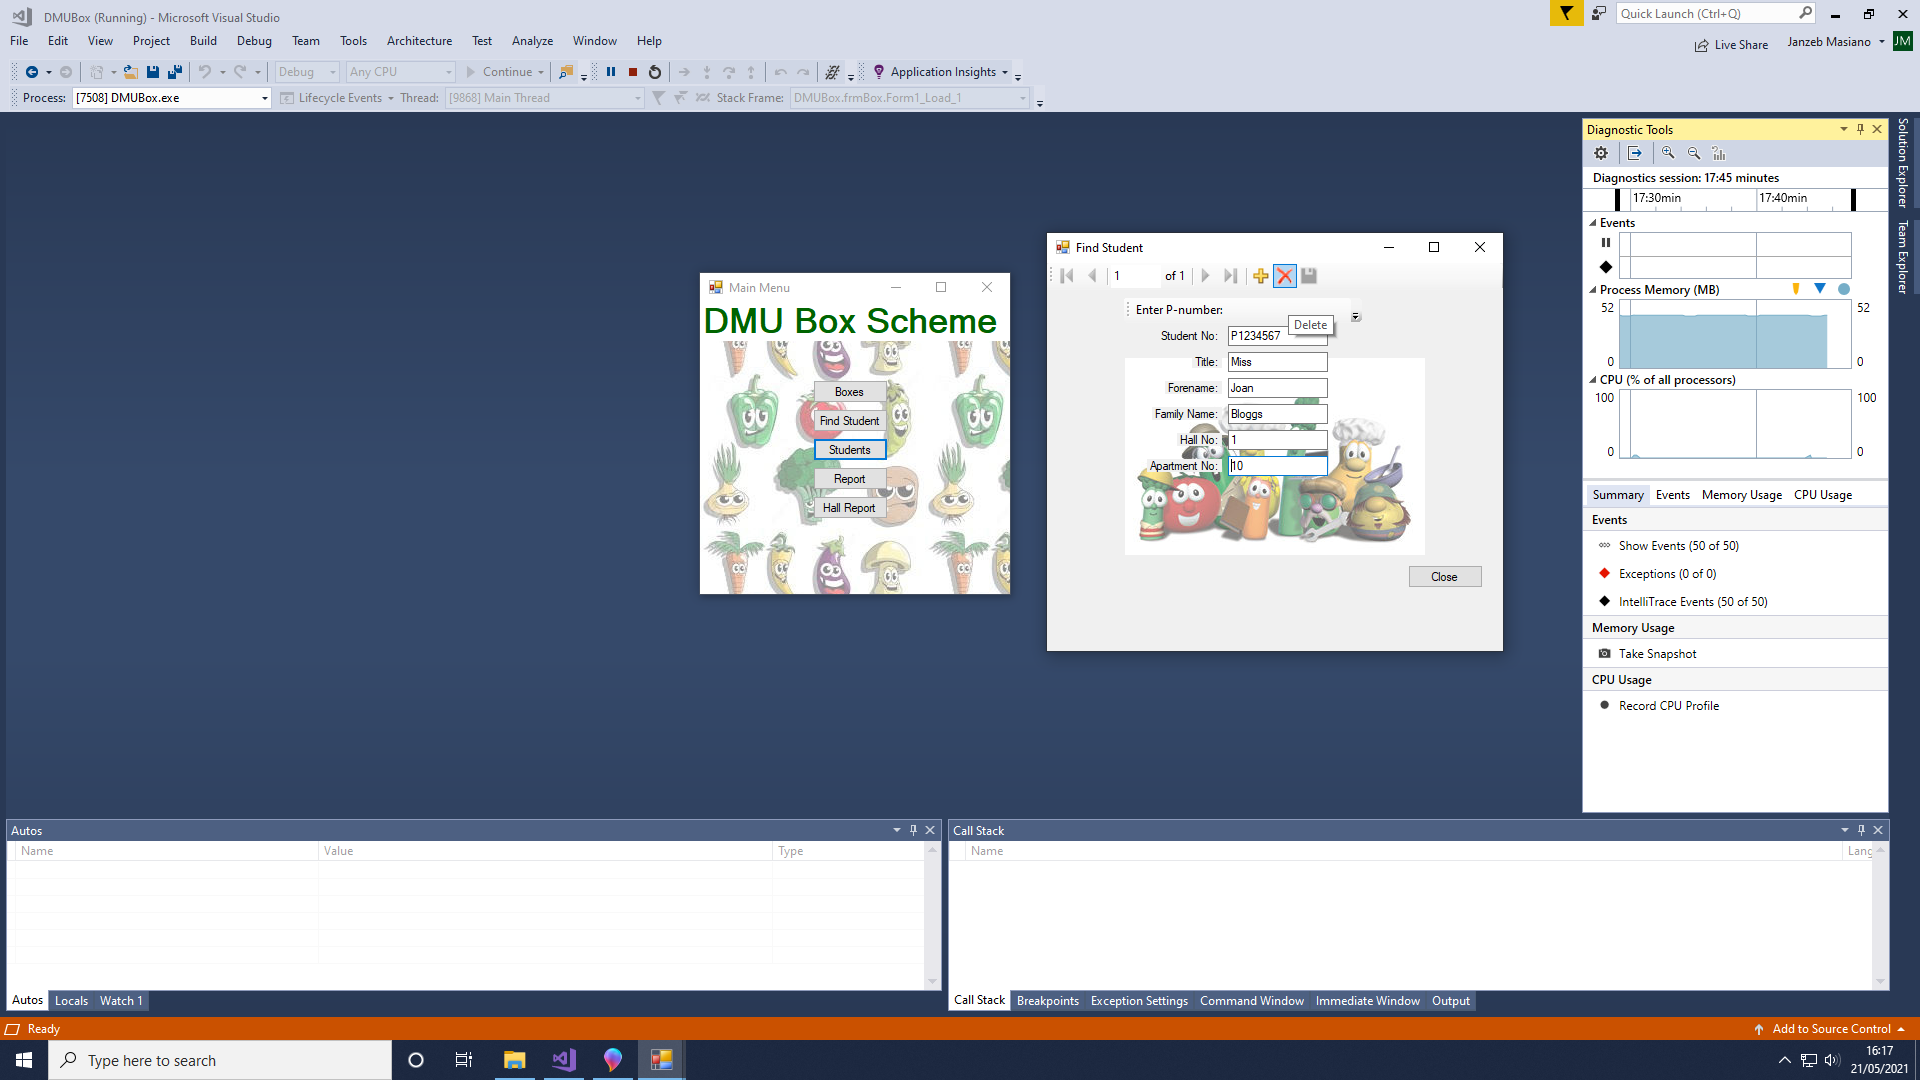 DMUBox (Running) - Microsoft Visual Studio
Quick Launch (Ctrl+Q)
File Edit View Project Build Debug Team Tools Architecture Test Analyze Window Help
Live Share Janzeb Masiano JM
Debug Any CPU Continue Application Insights
Process: [7508] DMUBox.exe Lifecycle Events Thread: [9868] Main Thread Stack Frame: DMUBox.frmBox.Form1_Load_1
Solution Explorer
Team Explorer
Diagnostic Tools
Diagnostics session: 17:45 minutes
17:30min 17:40min
Events
Process Memory (MB)
52 52
0 0
CPU (% of all processors)
100 100
0 0
Summary Events Memory Usage CPU Usage
Events
Show Events (50 of 50)
Exceptions (0 of 0)
IntelliTrace Events (50 of 50)
Memory Usage
Take Snapshot
CPU Usage
Record CPU Profile
Main Menu
DMU Box Scheme
Boxes
Find Student
Students
Report
Hall Report
Find Student
1 of 1
Enter P-number:
Delete
Student No: P1234567
Title: Miss
Forename: Joan
Family Name: Bloggs
Hall No: 1
Apartment No: 10
Close
Autos
Name Value Type
Autos Locals Watch 1
Call Stack
Name Lang
Call Stack Breakpoints Exception Settings Command Window Immediate Window Output
Ready
Add to Source Control
Type here to search
16:17
21/05/2021